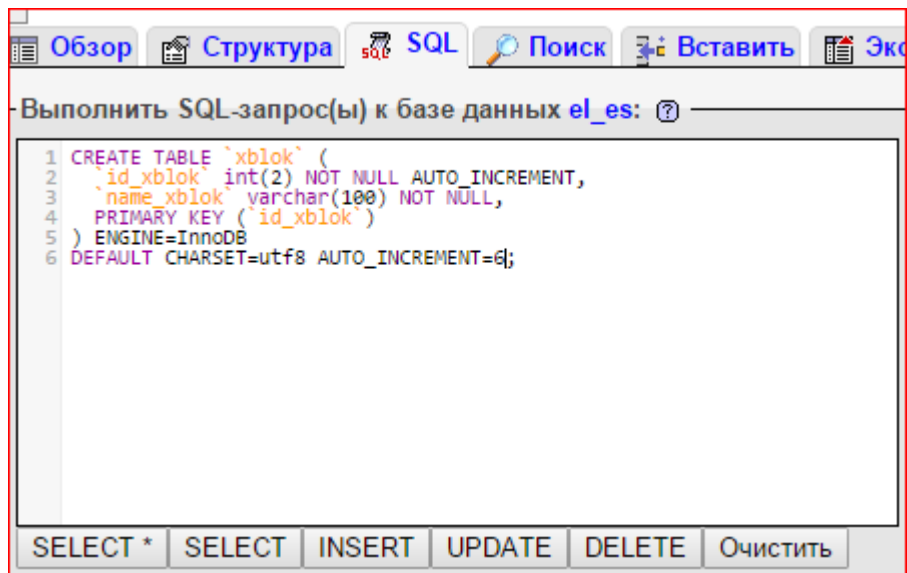 Обзор Структура SQL Поиск Вставить Экс
Выполнить SQL-запрос(ы) к базе данных el_es:
1 CREATE TABLE `xblok` (
2 `id_xblok` int(2) NOT NULL AUTO_INCREMENT,
3 `name_xblok` varchar(100) NOT NULL,
4 PRIMARY KEY (`id_xblok`)
5 ) ENGINE=InnoDB
6 DEFAULT CHARSET=utf8 AUTO_INCREMENT=6;
SELECT * SELECT INSERT UPDATE DELETE Очистить